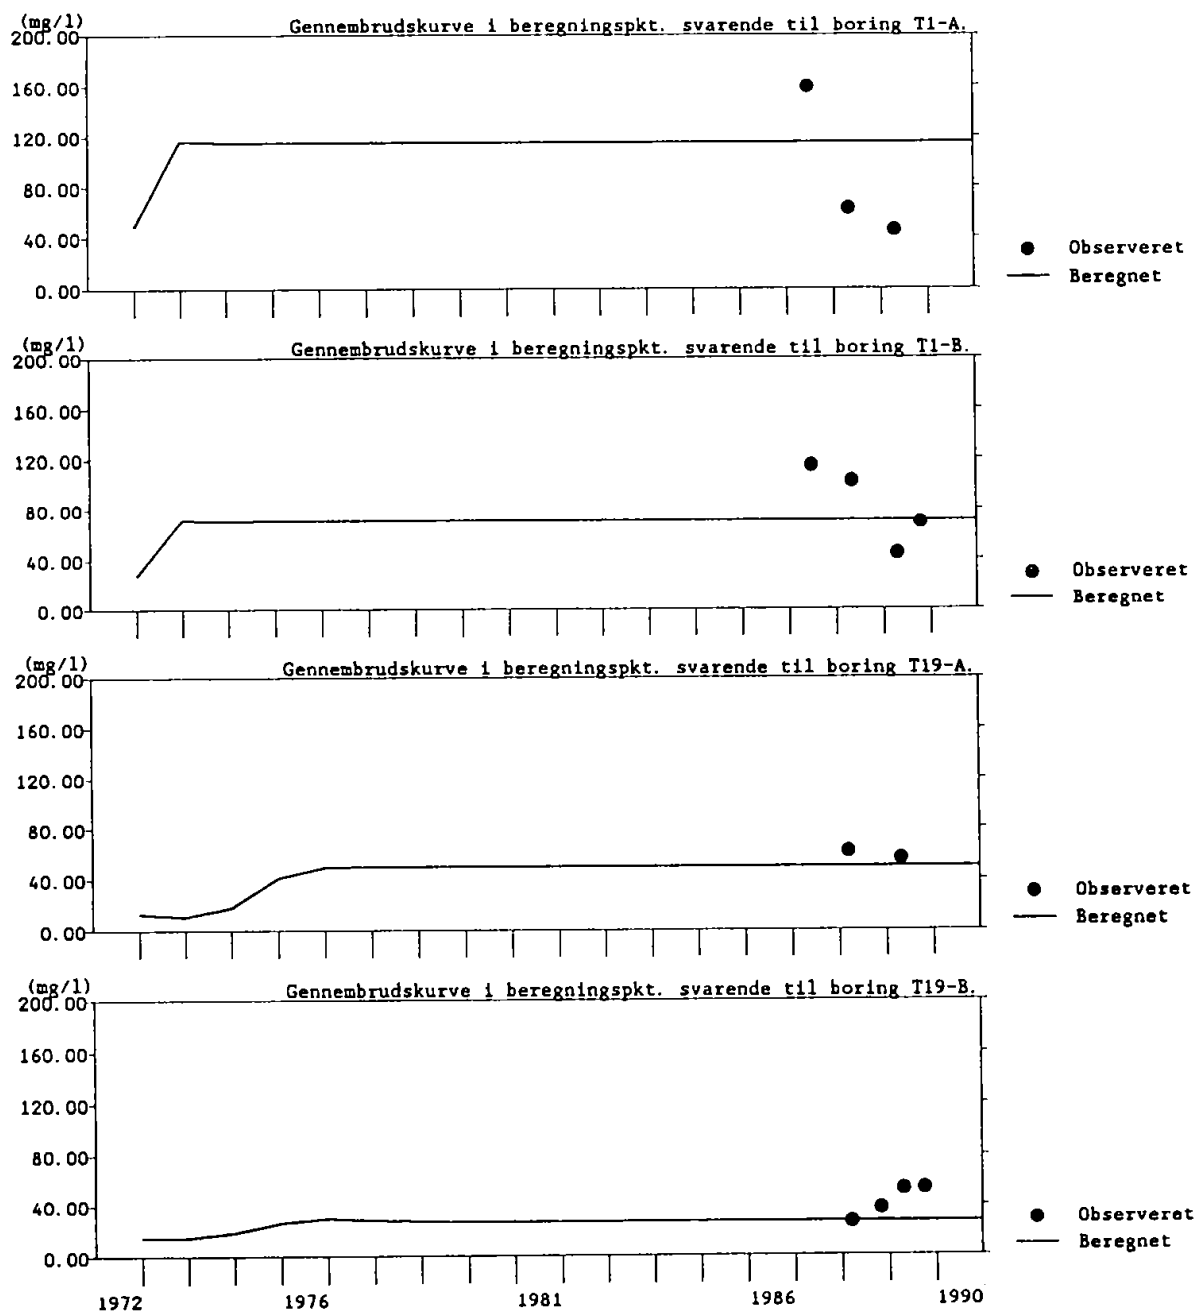 (mg/l)
Gennembrudskurve i beregningspkt. svarende til boring T1-A.
200.00
160.00
120.00
80.00
40.00
0.00
Observeret
Beregnet
(mg/l)
Gennembrudskurve i beregningspkt. svarende til boring T1-B.
200.00
160.00
120.00
80.00
40.00
0.00
Observeret
Beregnet
(mg/l)
Gennembrudskurve i beregningspkt. svarende til boring T19-A.
200.00
160.00
120.00
80.00
40.00
0.00
Observeret
Beregnet
(mg/l)
Gennembrudskurve i beregningspkt. svarende til boring T19-B.
200.00
160.00
120.00
80.00
40.00
0.00
Observeret
Beregnet
1972 1976 1981 1986 1990